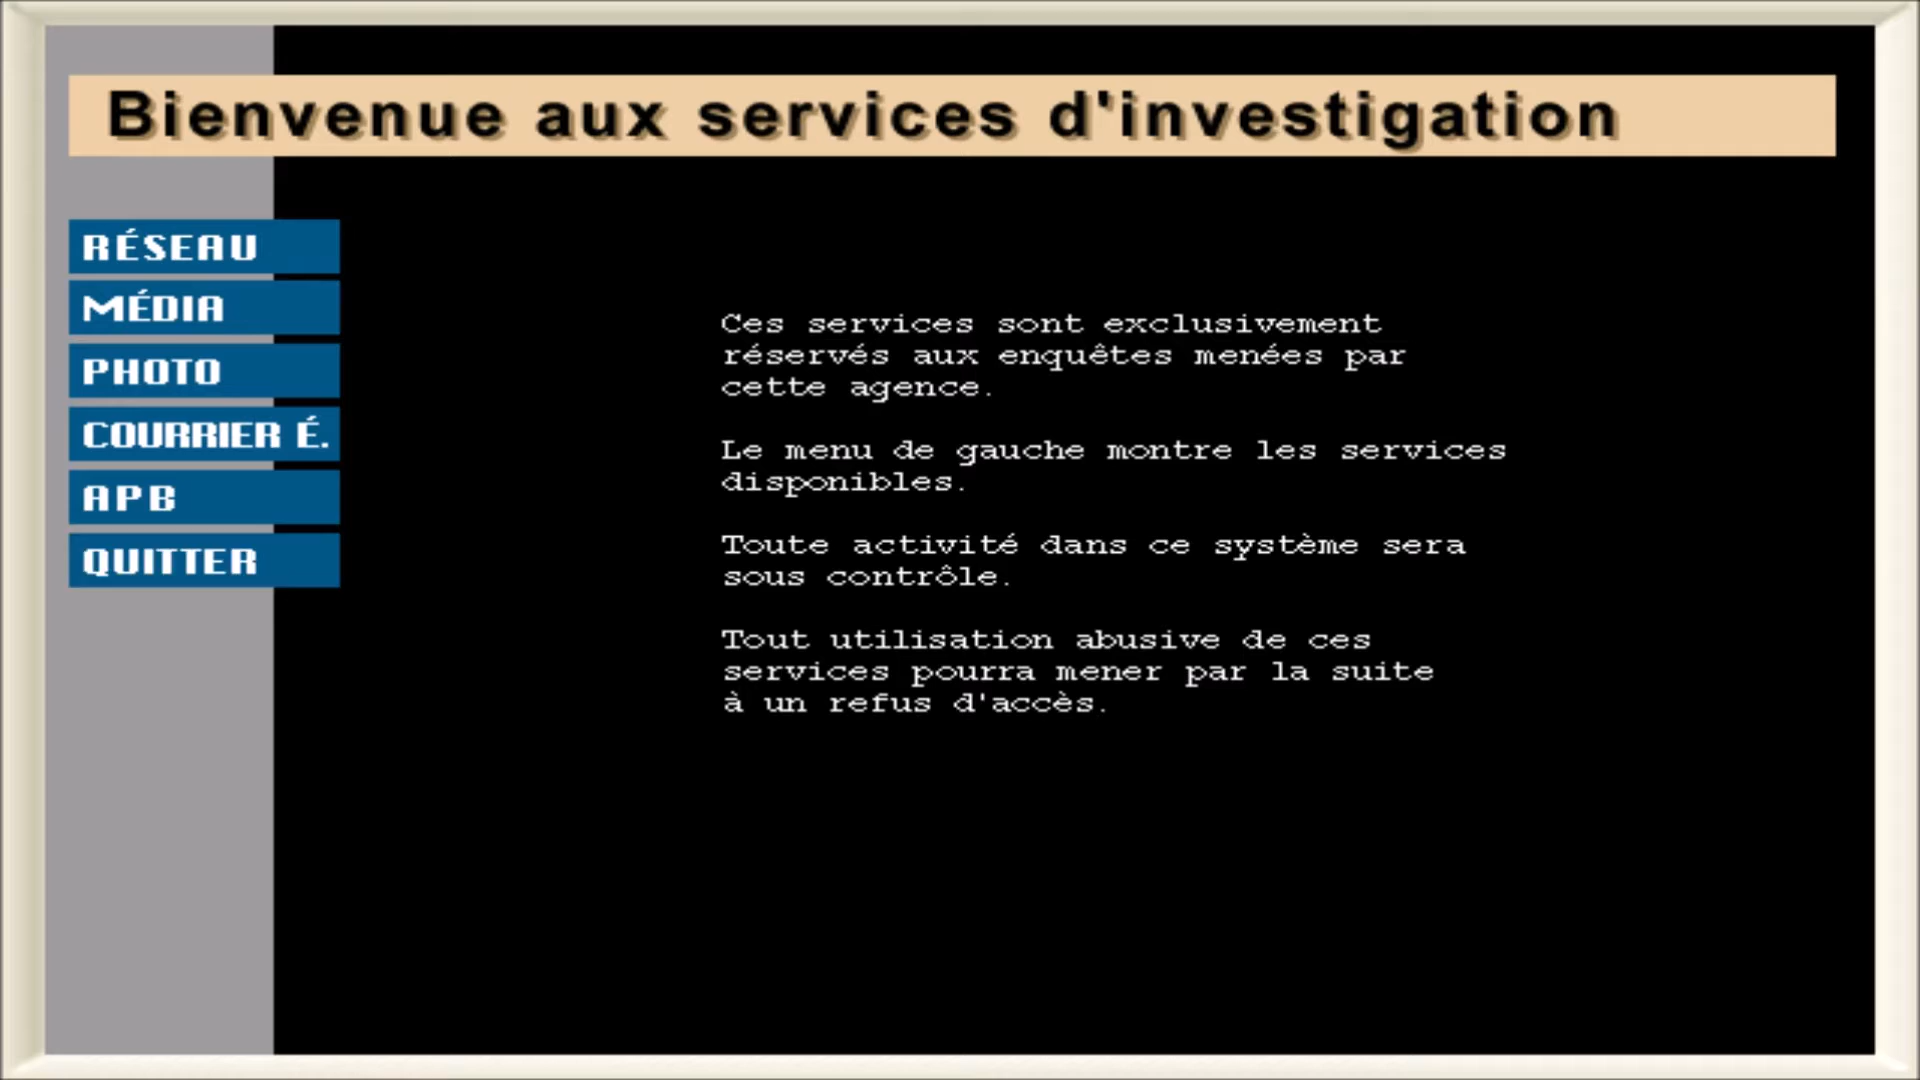 Bienvenue aux services d'investigation
RÉSEAU
MÉDIA
PHOTO
COURRIER É.
APB
QUITTER
Ces services sont exclusivement
réservés aux enquêtes menées par
cette agence.
Le menu de gauche montre les services
disponibles.
Toute activité dans ce système sera
sous contrôle.
Tout utilisation abusive de ces
services pourra mener par la suite
à un refus d'accès.